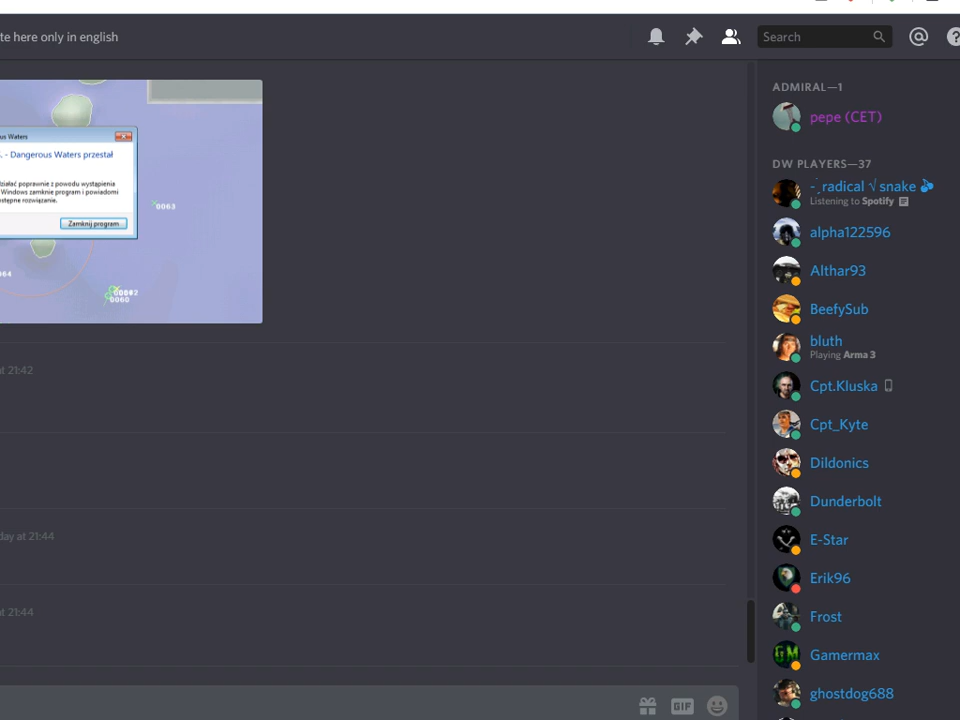 te here only in english
Search
ADMIRAL—1
pepe (CET)
DW PLAYERS—37
radical √ snake
Listening to Spotify
alpha122596
Althar93
BeefySub
bluth
Playing Arma 3
Cpt.Kluska
Cpt_Kyte
Dildonics
Dunderbolt
E-Star
Erik96
Frost
Gamermax
ghostdog688
us Waters
. - Dangerous Waters przestał
działać poprawnie z powodu wystąpienia
Windows zamknie program i powiadomi
stępne rozwiązanie.
Zamknij program
0063
064
0060
at 21:42
day at 21:44
at 21:44
GIF
GM